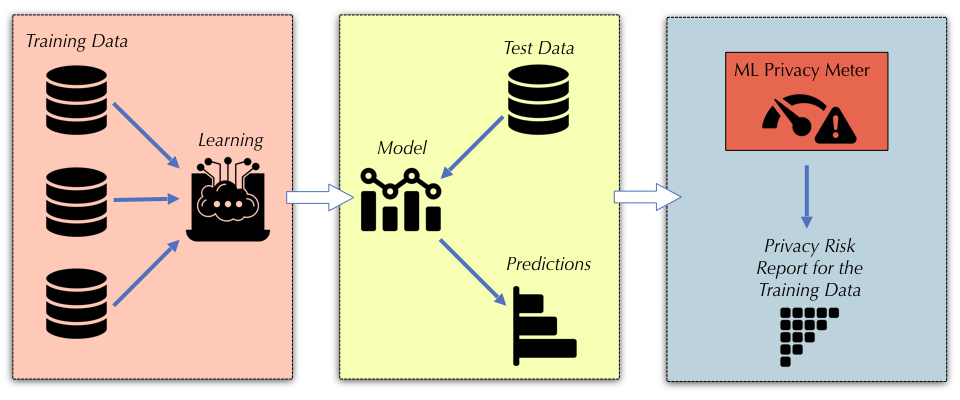 Training Data
Learning
Test Data
Model
Predictions
ML Privacy Meter
Privacy Risk
Report for the
Training Data